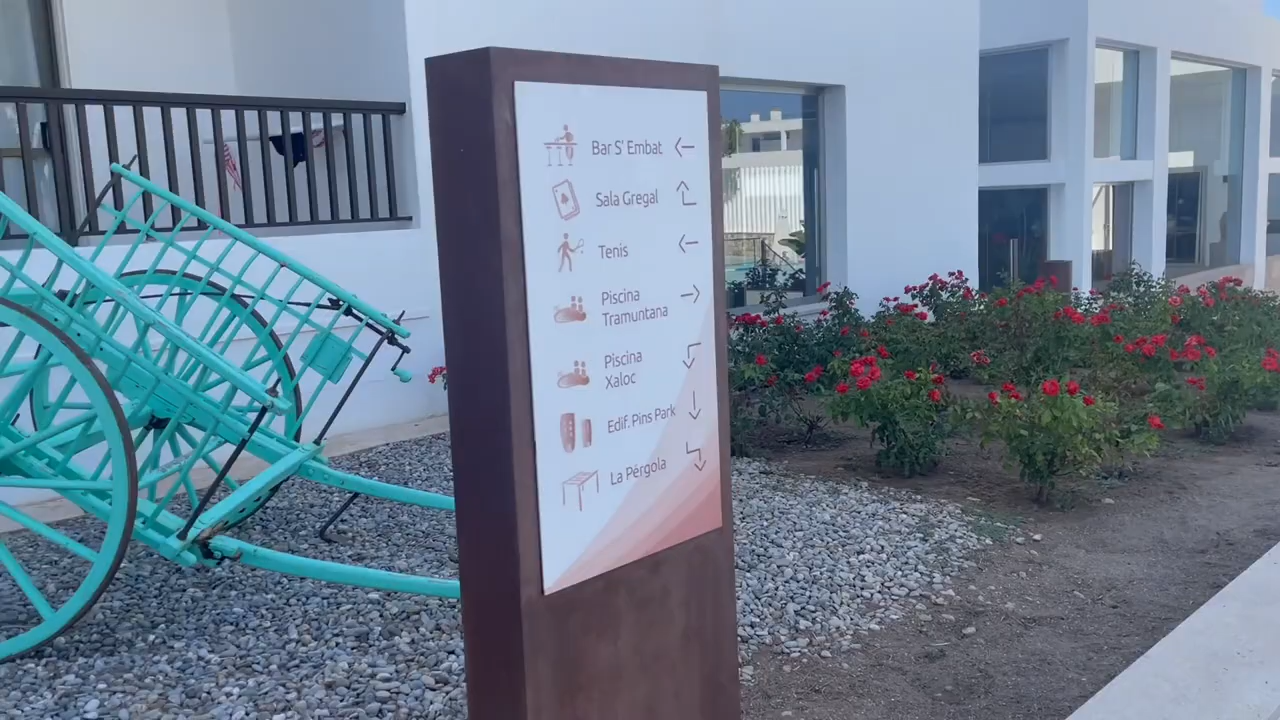 Bar S' Embat
Sala Gregal
Tenis
Piscina
Tramuntana
Piscina
Xaloc
Edif. Pins Park
La Pérgola